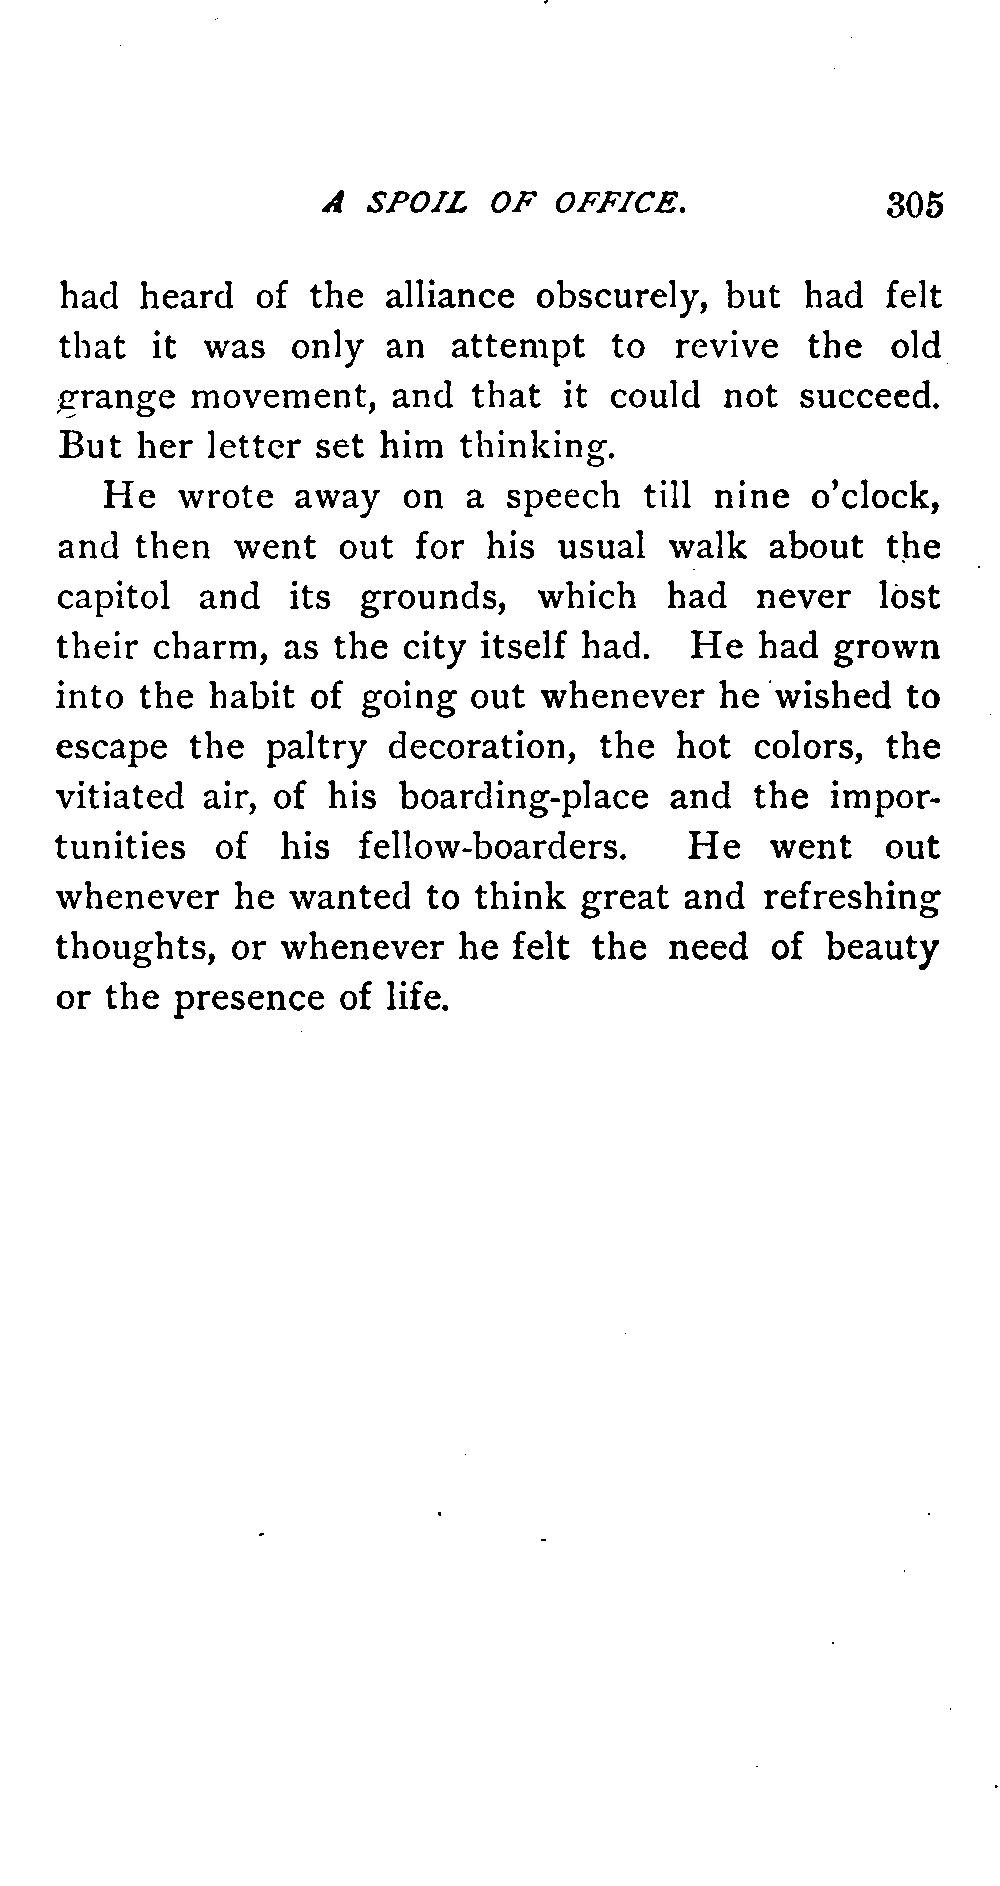 A SPOIL OF OFFICE. 305
had heard of the alliance obscurely, but had felt
that it was only an attempt to revive the old
grange movement, and that it could not succeed.
But her letter set him thinking.
He wrote away on a speech till nine o'clock,
and then went out for his usual walk about the
capitol and its grounds, which had never lost
their charm, as the city itself had. He had grown
into the habit of going out whenever he wished to
escape the paltry decoration, the hot colors, the
vitiated air, of his boarding-place and the impor-
tunities of his fellow-boarders. He went out
whenever he wanted to think great and refreshing
thoughts, or whenever he felt the need of beauty
or the presence of life.